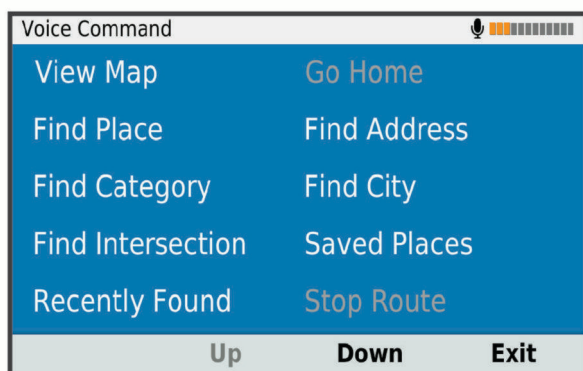 Voice Command
View Map Go Home
Find Place Find Address
Find Category Find City
Find Intersection Saved Places
Recently Found Stop Route
Up Down Exit